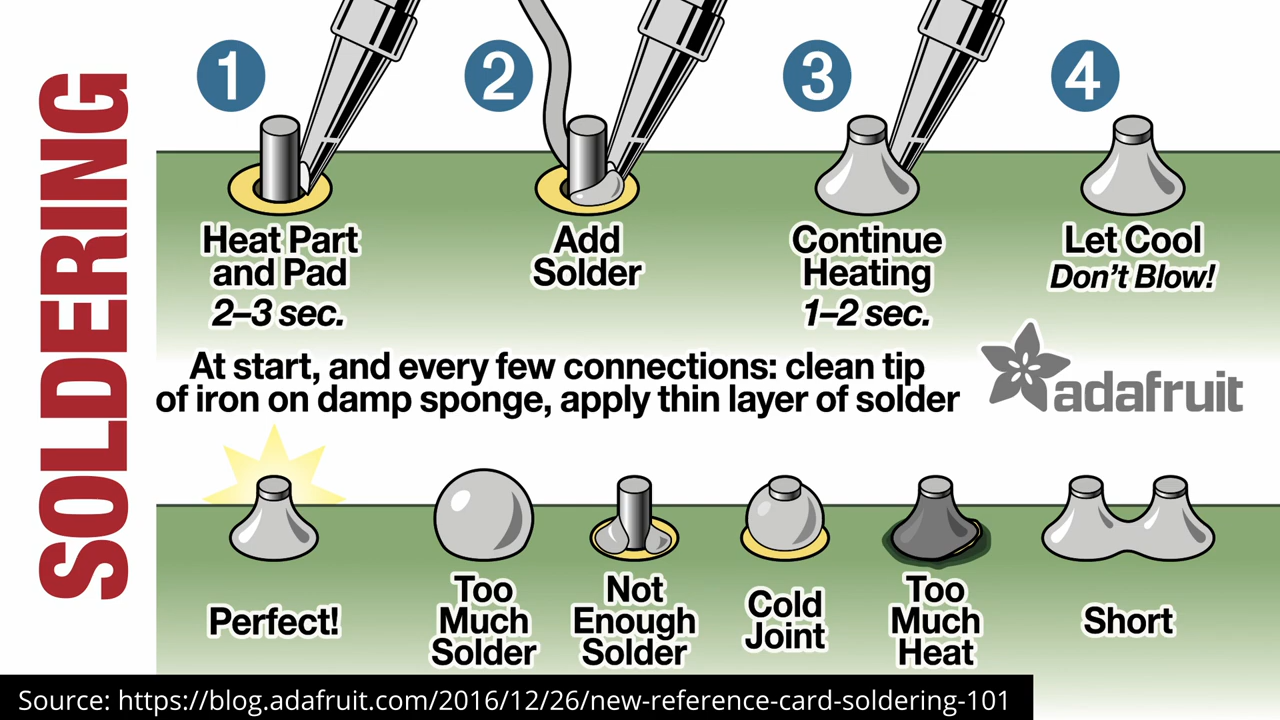 SOLDERING
1
2
3
4
Heat Part
and Pad
2–3 sec.
Add
Solder
Continue
Heating
1–2 sec.
Let Cool
Don't Blow!
At start, and every few connections: clean tip
of iron on damp sponge, apply thin layer of solder
adafruit
Perfect!
Too
Much
Solder
Not
Enough
Solder
Cold
Joint
Too
Much
Heat
Short
Source: https://blog.adafruit.com/2016/12/26/new-reference-card-soldering-101